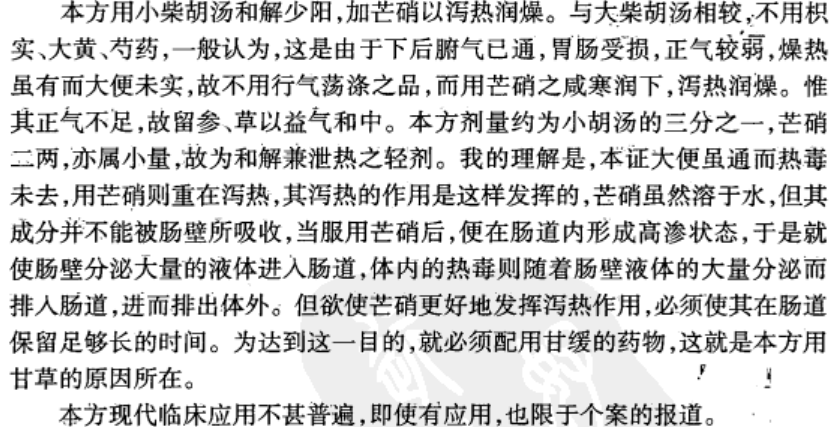 本方用小柴胡汤和解少阳,加芒硝以泻热润燥。与大柴胡汤相较,不用枳
实、大黄、芍药,一般认为,这是由于下后腑气已通,胃肠受损,正气较弱,燥热
虽有而大便未实,故不用行气荡涤之品,而用芒硝之咸寒润下,泻热润燥。惟
其正气不足,故留参、草以益气和中。本方剂量约为小胡汤的三分之一,芒硝
二两,亦属小量,故为和解兼泄热之轻剂。我的理解是,本证大便虽通而热毒
未去,用芒硝则重在泻热,其泻热的作用是这样发挥的,芒硝虽然溶于水,但其
成分并不能被肠壁所吸收,当服用芒硝后,便在肠道内形成高渗状态,于是就
使肠壁分泌大量的液体进入肠道,体内的热毒则随着肠壁液体的大量分泌而
排入肠道,进而排出体外。但欲使芒硝更好地发挥泻热作用,必须使其在肠道
保留足够长的时间。为达到这一目的,就必须配用甘缓的药物,这就是本方用
甘草的原因所在。
本方现代临床应用不甚普遍,即使有应用,也限于个案的报道。